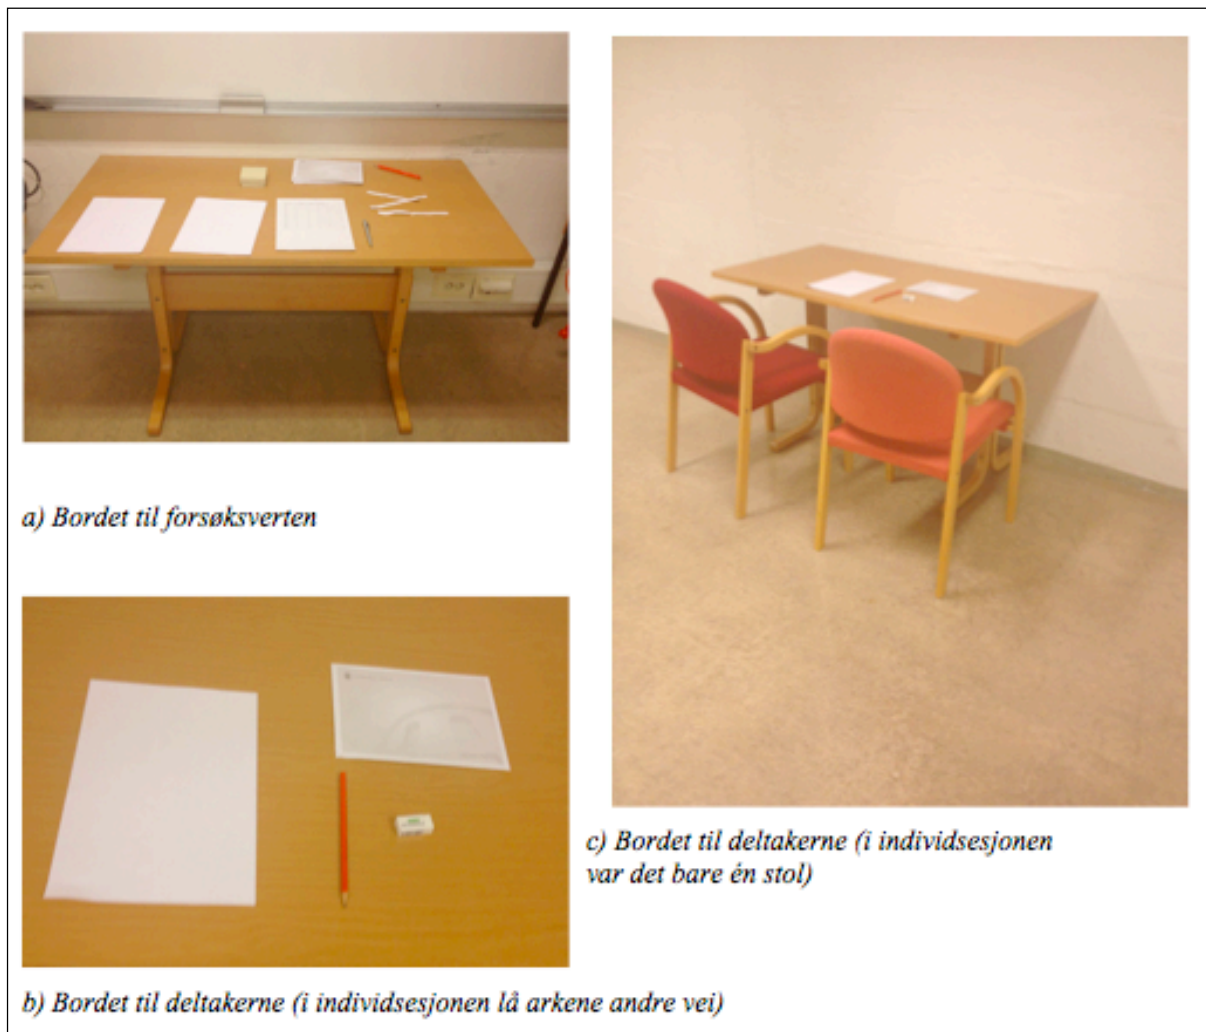 a) Bordet til forsøksverten
c) Bordet til deltakerne (i individsesjonen
var det bare én stol)
b) Bordet til deltakerne (i individsesjonen lå arkene andre vei)